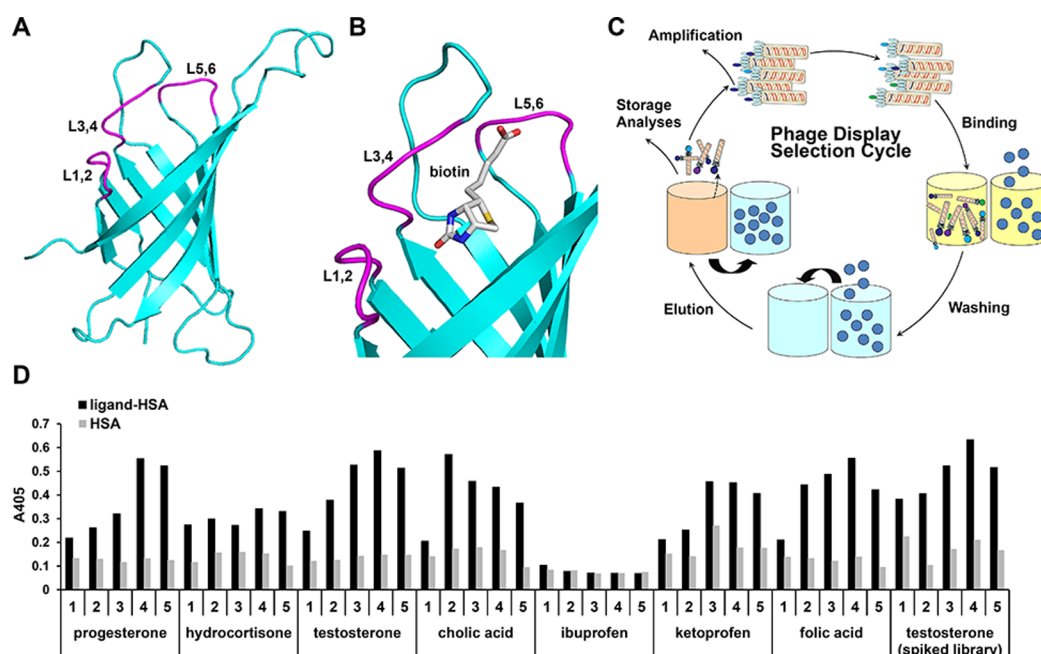 A
L5,6
L3,4
L1,2
B
L5,6
L3,4
biotin
L1,2
C
Amplification
Storage
Analyses
Phage Display
Selection Cycle
Binding
Elution
Washing
D
ligand-HSA
HSA
A405
0.7
0.6
0.5
0.4
0.3
0.2
0.1
0
1 2 3 4 5 1 2 3 4 5 1 2 3 4 5 1 2 3 4 5 1 2 3 4 5 1 2 3 4 5 1 2 3 4 5 1 2 3 4 5
progesterone hydrocortisone testosterone cholic acid ibuprofen ketoprofen folic acid testosterone
(spiked library)